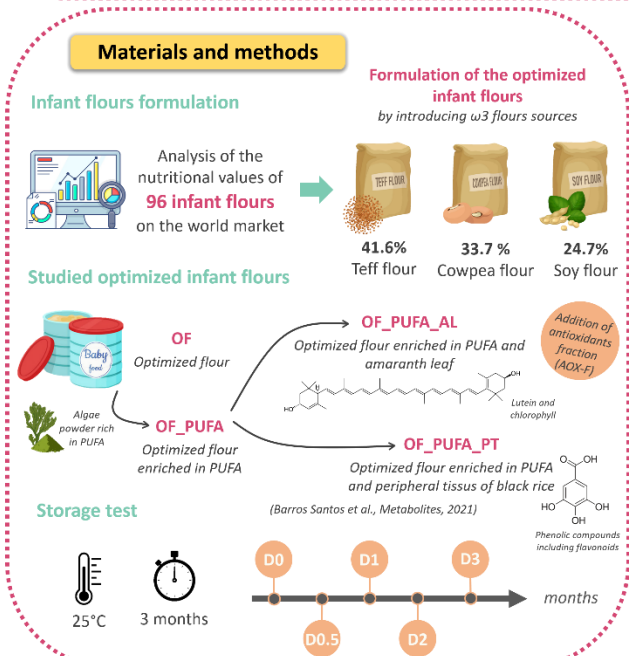 Materials and methods
Infant flours formulation
Analysis of the
nutritional values of
96 infant flours
on the world market
Formulation of the optimized
infant flours
by introducing ω3 flours sources
TEFF FLOUR
COWPEA FLOUR
SOY FLOUR
41.6%
Teff flour
33.7 %
Cowpea flour
24.7%
Soy flour
Studied optimized infant flours
Baby
food
OF
Optimized flour
Algae
powder rich
in PUFA
OF_PUFA
Optimized flour
enriched in PUFA
OF_PUFA_AL
Optimized flour enriched in PUFA and
amaranth leaf
HO
H
OH
Lutein and
chlorophyll
Addition of
antioxidants
fraction
(AOX-F)
OF_PUFA_PT
Optimized flour enriched in PUFA
and peripheral tissus of black rice
(Barros Santos et al., Metabolites, 2021)
O
OH
HO
OH
OH
Phenolic compounds
including flavonoids
Storage test
25°C
3 months
D0
D0.5
D1
D2
D3
months